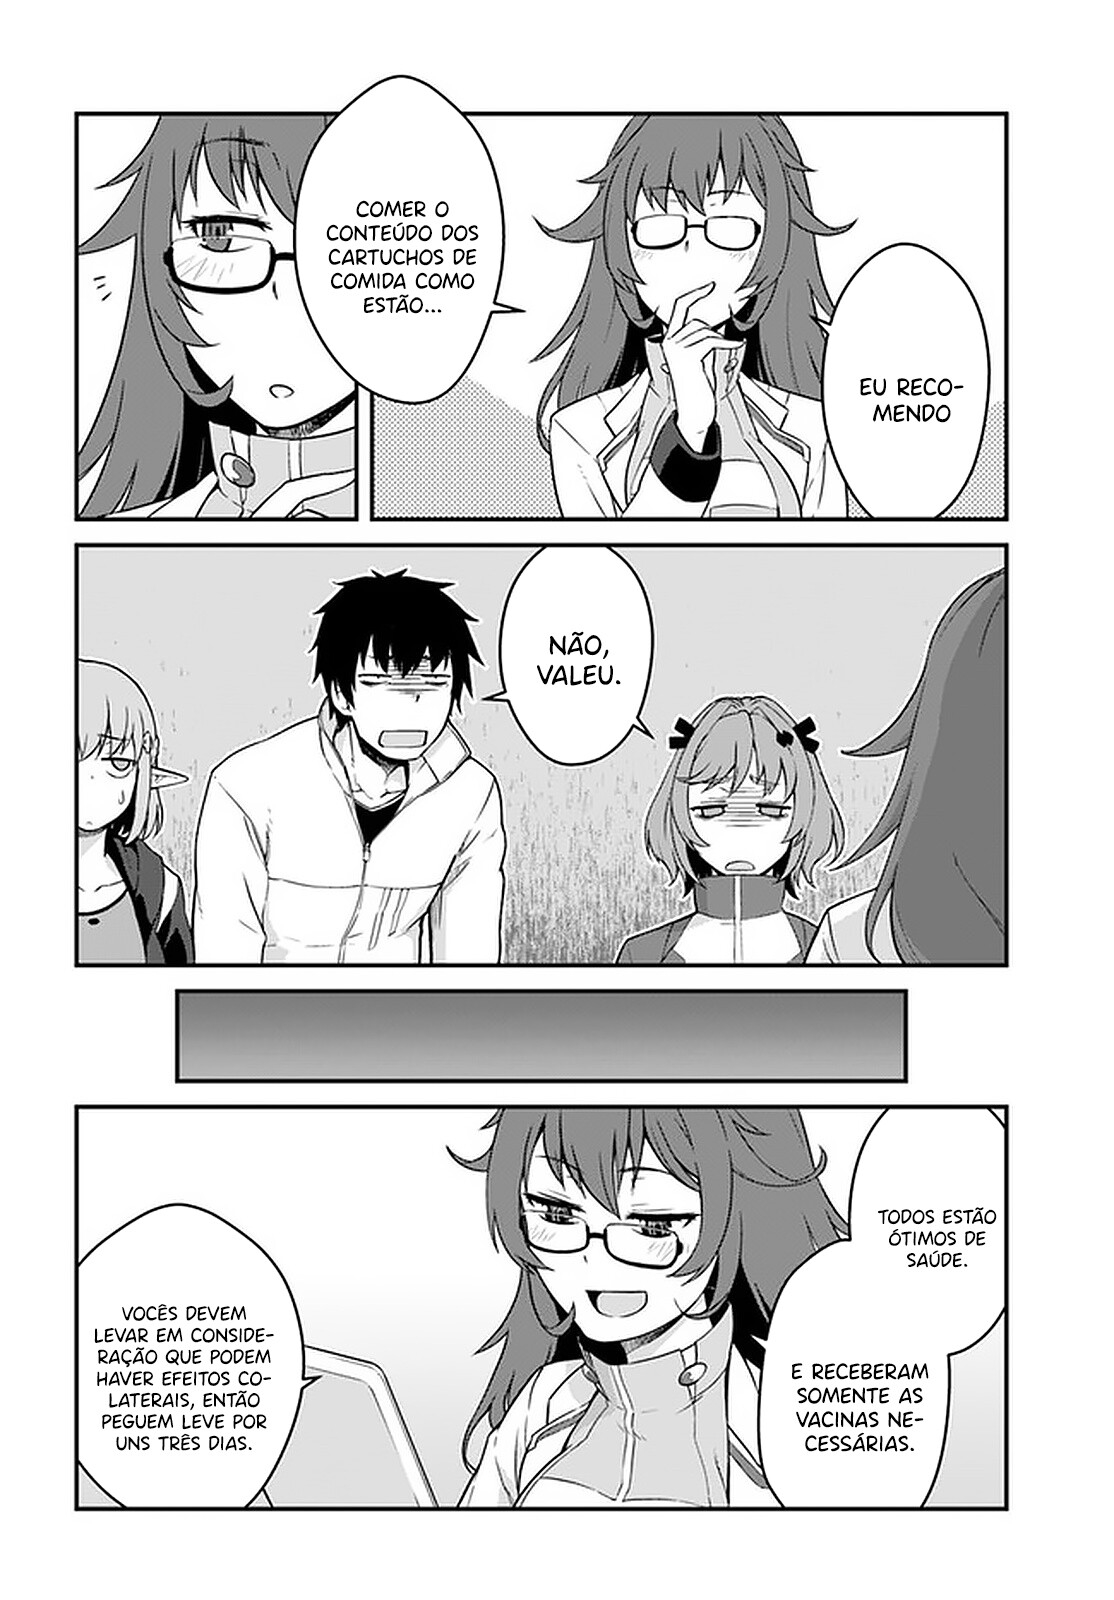 EU RECO-
MENDO
COMER O
CONTEÚDO DOS
CARTUCHOS DE
COMIDA COMO
ESTÃO...
NÃO,
VALEU.
TODOS ESTÃO
ÓTIMOS DE
SAÚDE.
E RECEBERAM
SOMENTE AS
VACINAS NE-
CESSÁRIAS.
VOCÊS DEVEM
LEVAR EM CONSIDE-
RAÇÃO QUE PODEM
HAVER EFEITOS CO-
LATERAIS, ENTÃO
PEGUEM LEVE POR
UNS TRÊS DIAS.